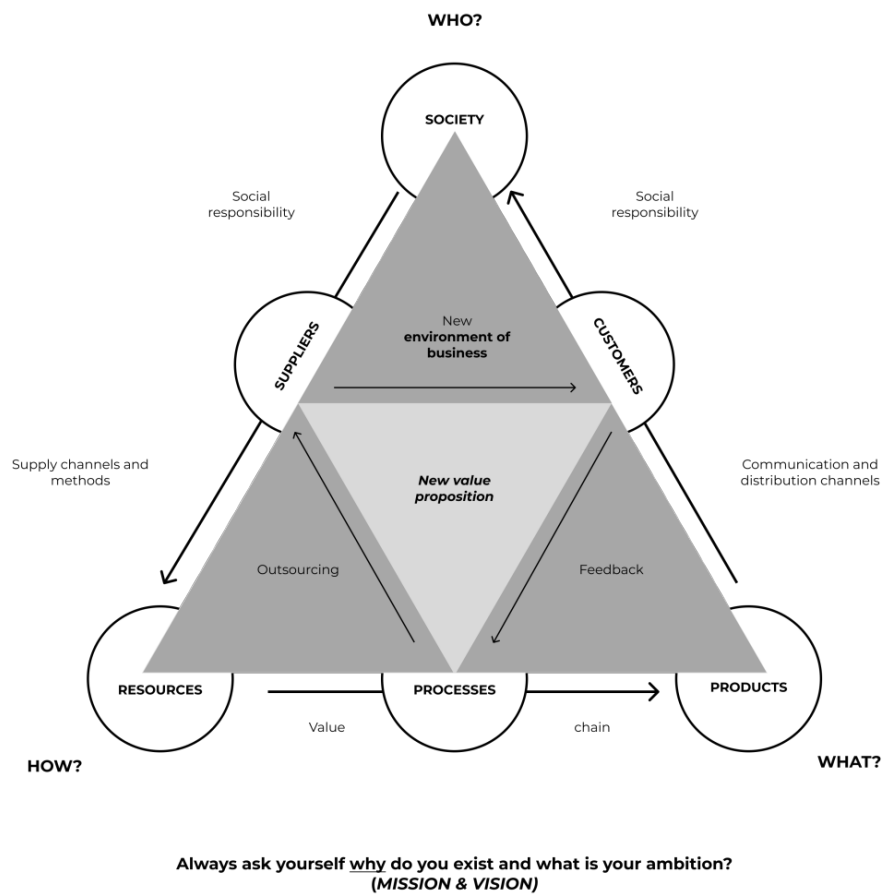 WHO?
SOCIETY
Social
responsibility
Social
responsibility
SUPPLIERS
New
environment of
business
CUSTOMERS
Supply channels and
methods
New value
proposition
Communication and
distribution channels
Outsourcing
Feedback
RESOURCES
PROCESSES
PRODUCTS
Value
chain
HOW?
WHAT?
Always ask yourself why do you exist and what is your ambition?
(MISSION & VISION)